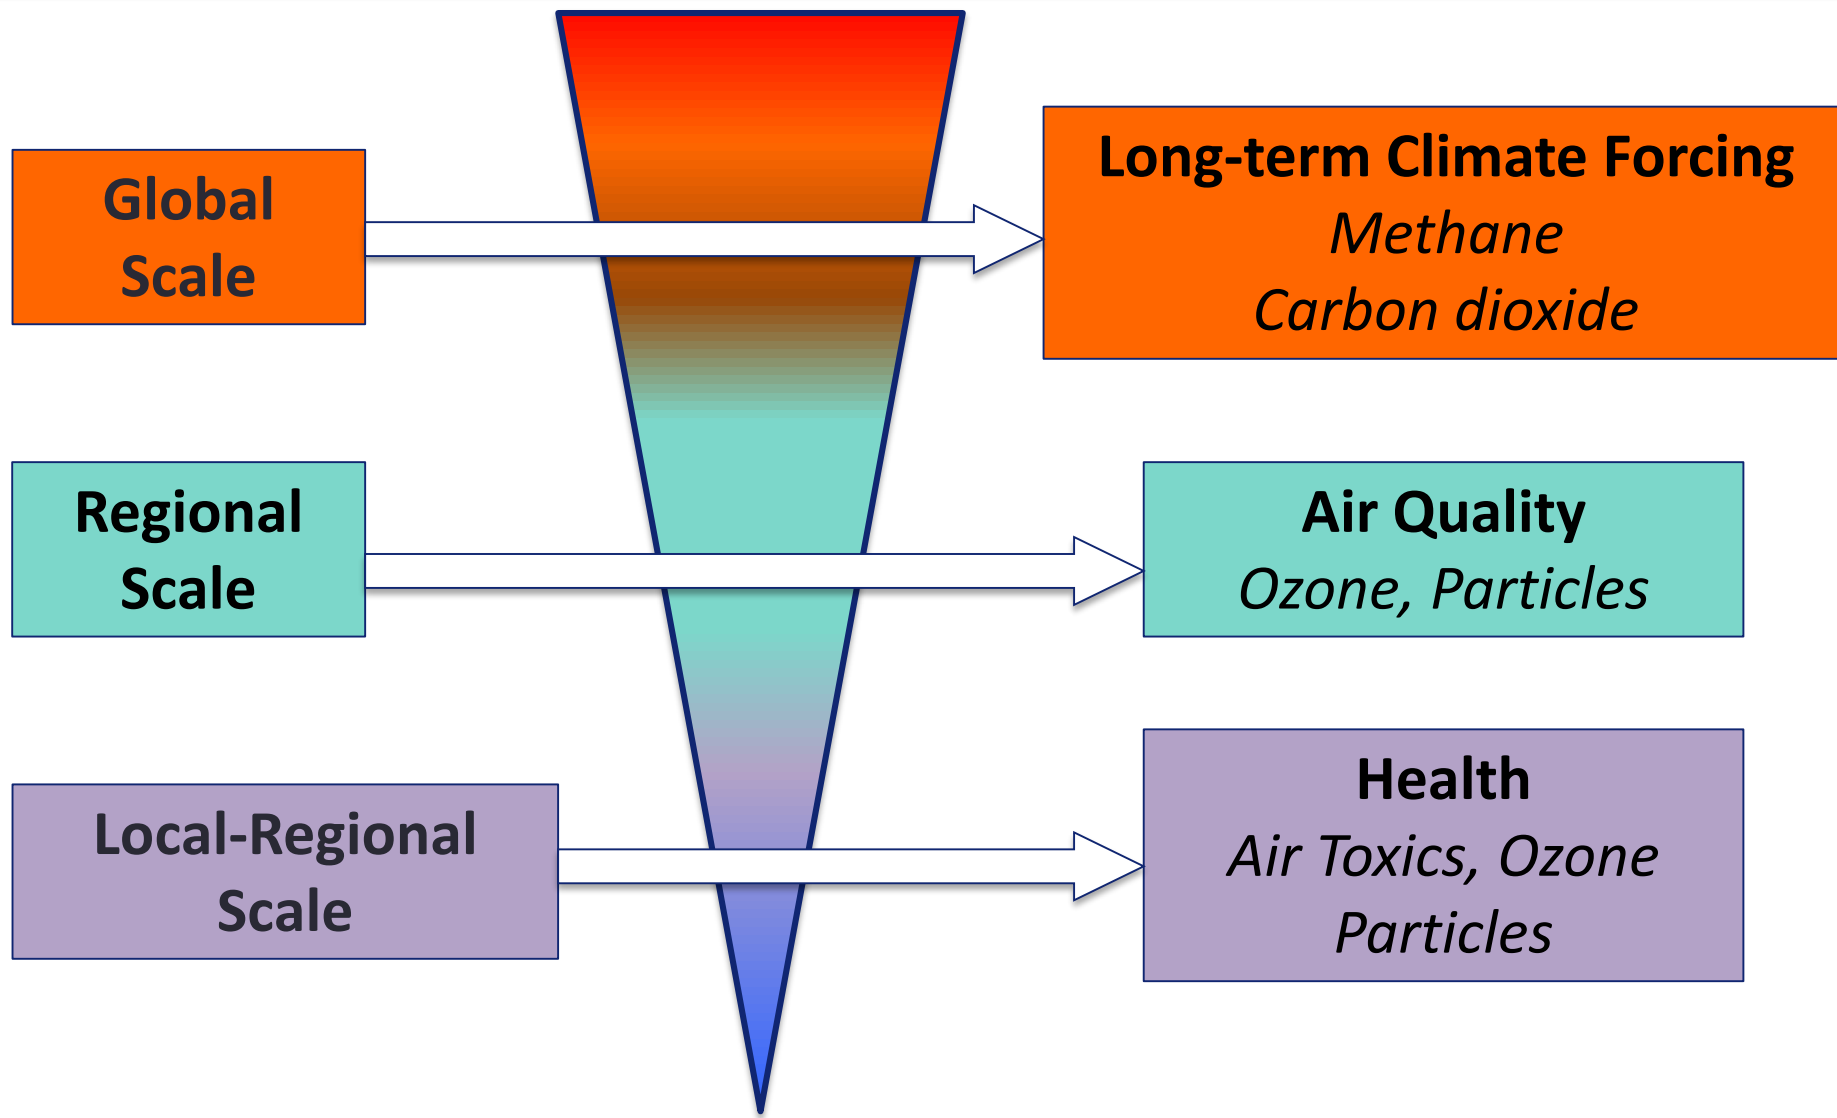 Global
Scale
Long-term Climate Forcing
Methane
Carbon dioxide
Regional
Scale
Air Quality
Ozone, Particles
Local-Regional
Scale
Health
Air Toxics, Ozone
Particles